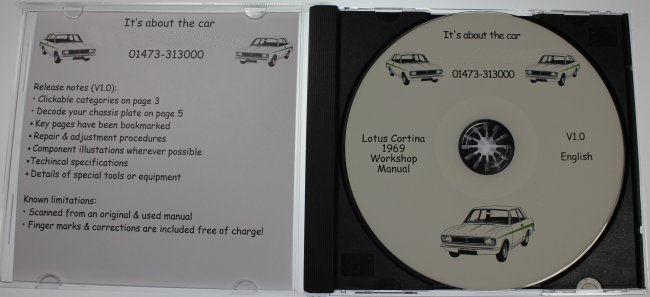 It's about the car
01473-313000
Release notes (V1.0):
• Clickable categories on page 3
• Decode your chassis plate on page 5
• Key pages have been bookmarked
• Repair & adjustment procedures
• Component illustations wherever possible
• Techincal specifications
• Details of special tools or equipment
Known limitations:
• Scanned from an original & used manual
• Finger marks & corrections are included free of charge!
It's about the car
01473-313000
Lotus Cortina
1969
Workshop
Manual
V1.0
English